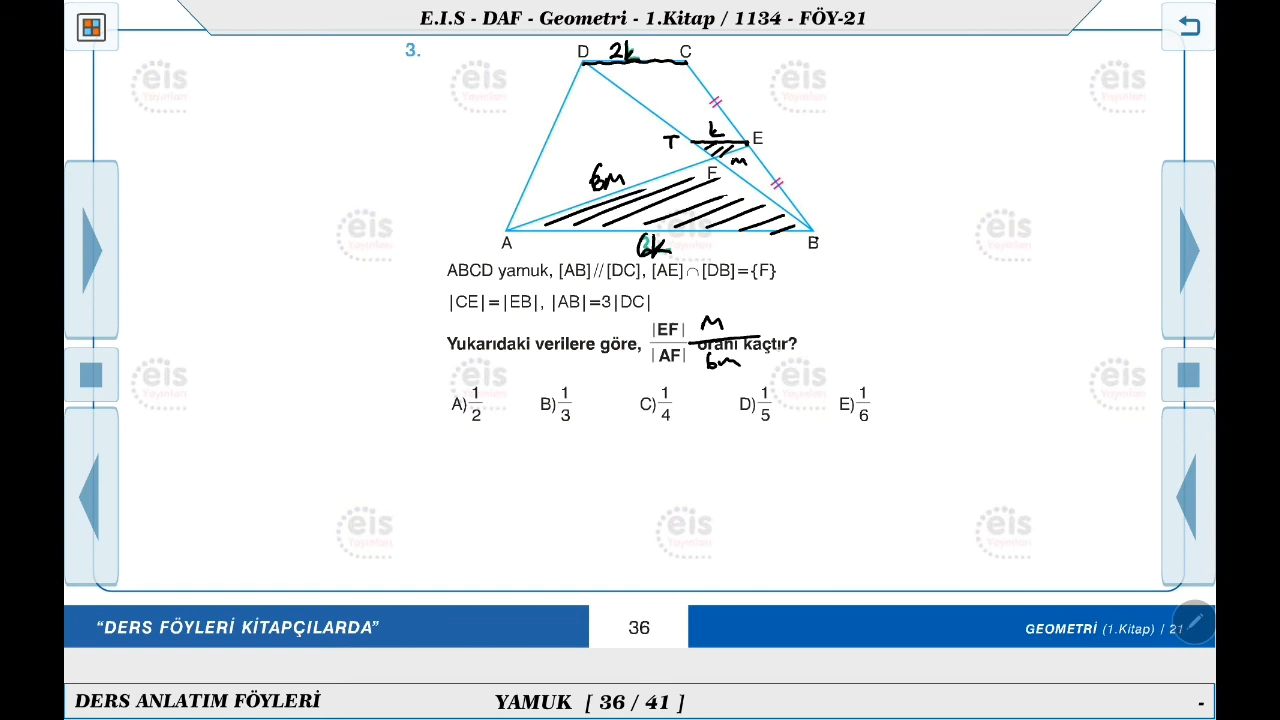 E.I.S - DAF - Geometri - 1.Kitap / 1134 - FÖY-21
3.
D 2k C
T k E
6m F m
A 6k B
ABCD yamuk, [AB]//[DC], [AE]∩[DB]={F}
|CE|=|EB|, |AB|=3|DC|
Yukarıdaki verilere göre, |EF|/|AF| oranı kaçtır? m/6m
A) 1/2 B) 1/3 C) 1/4 D) 1/5 E) 1/6
eis Yayınları
"DERS FÖYLERİ KİTAPÇILARDA" 36 GEOMETRİ (1.Kitap) / 21
DERS ANLATIM FÖYLERİ YAMUK [ 36 / 41 ] -